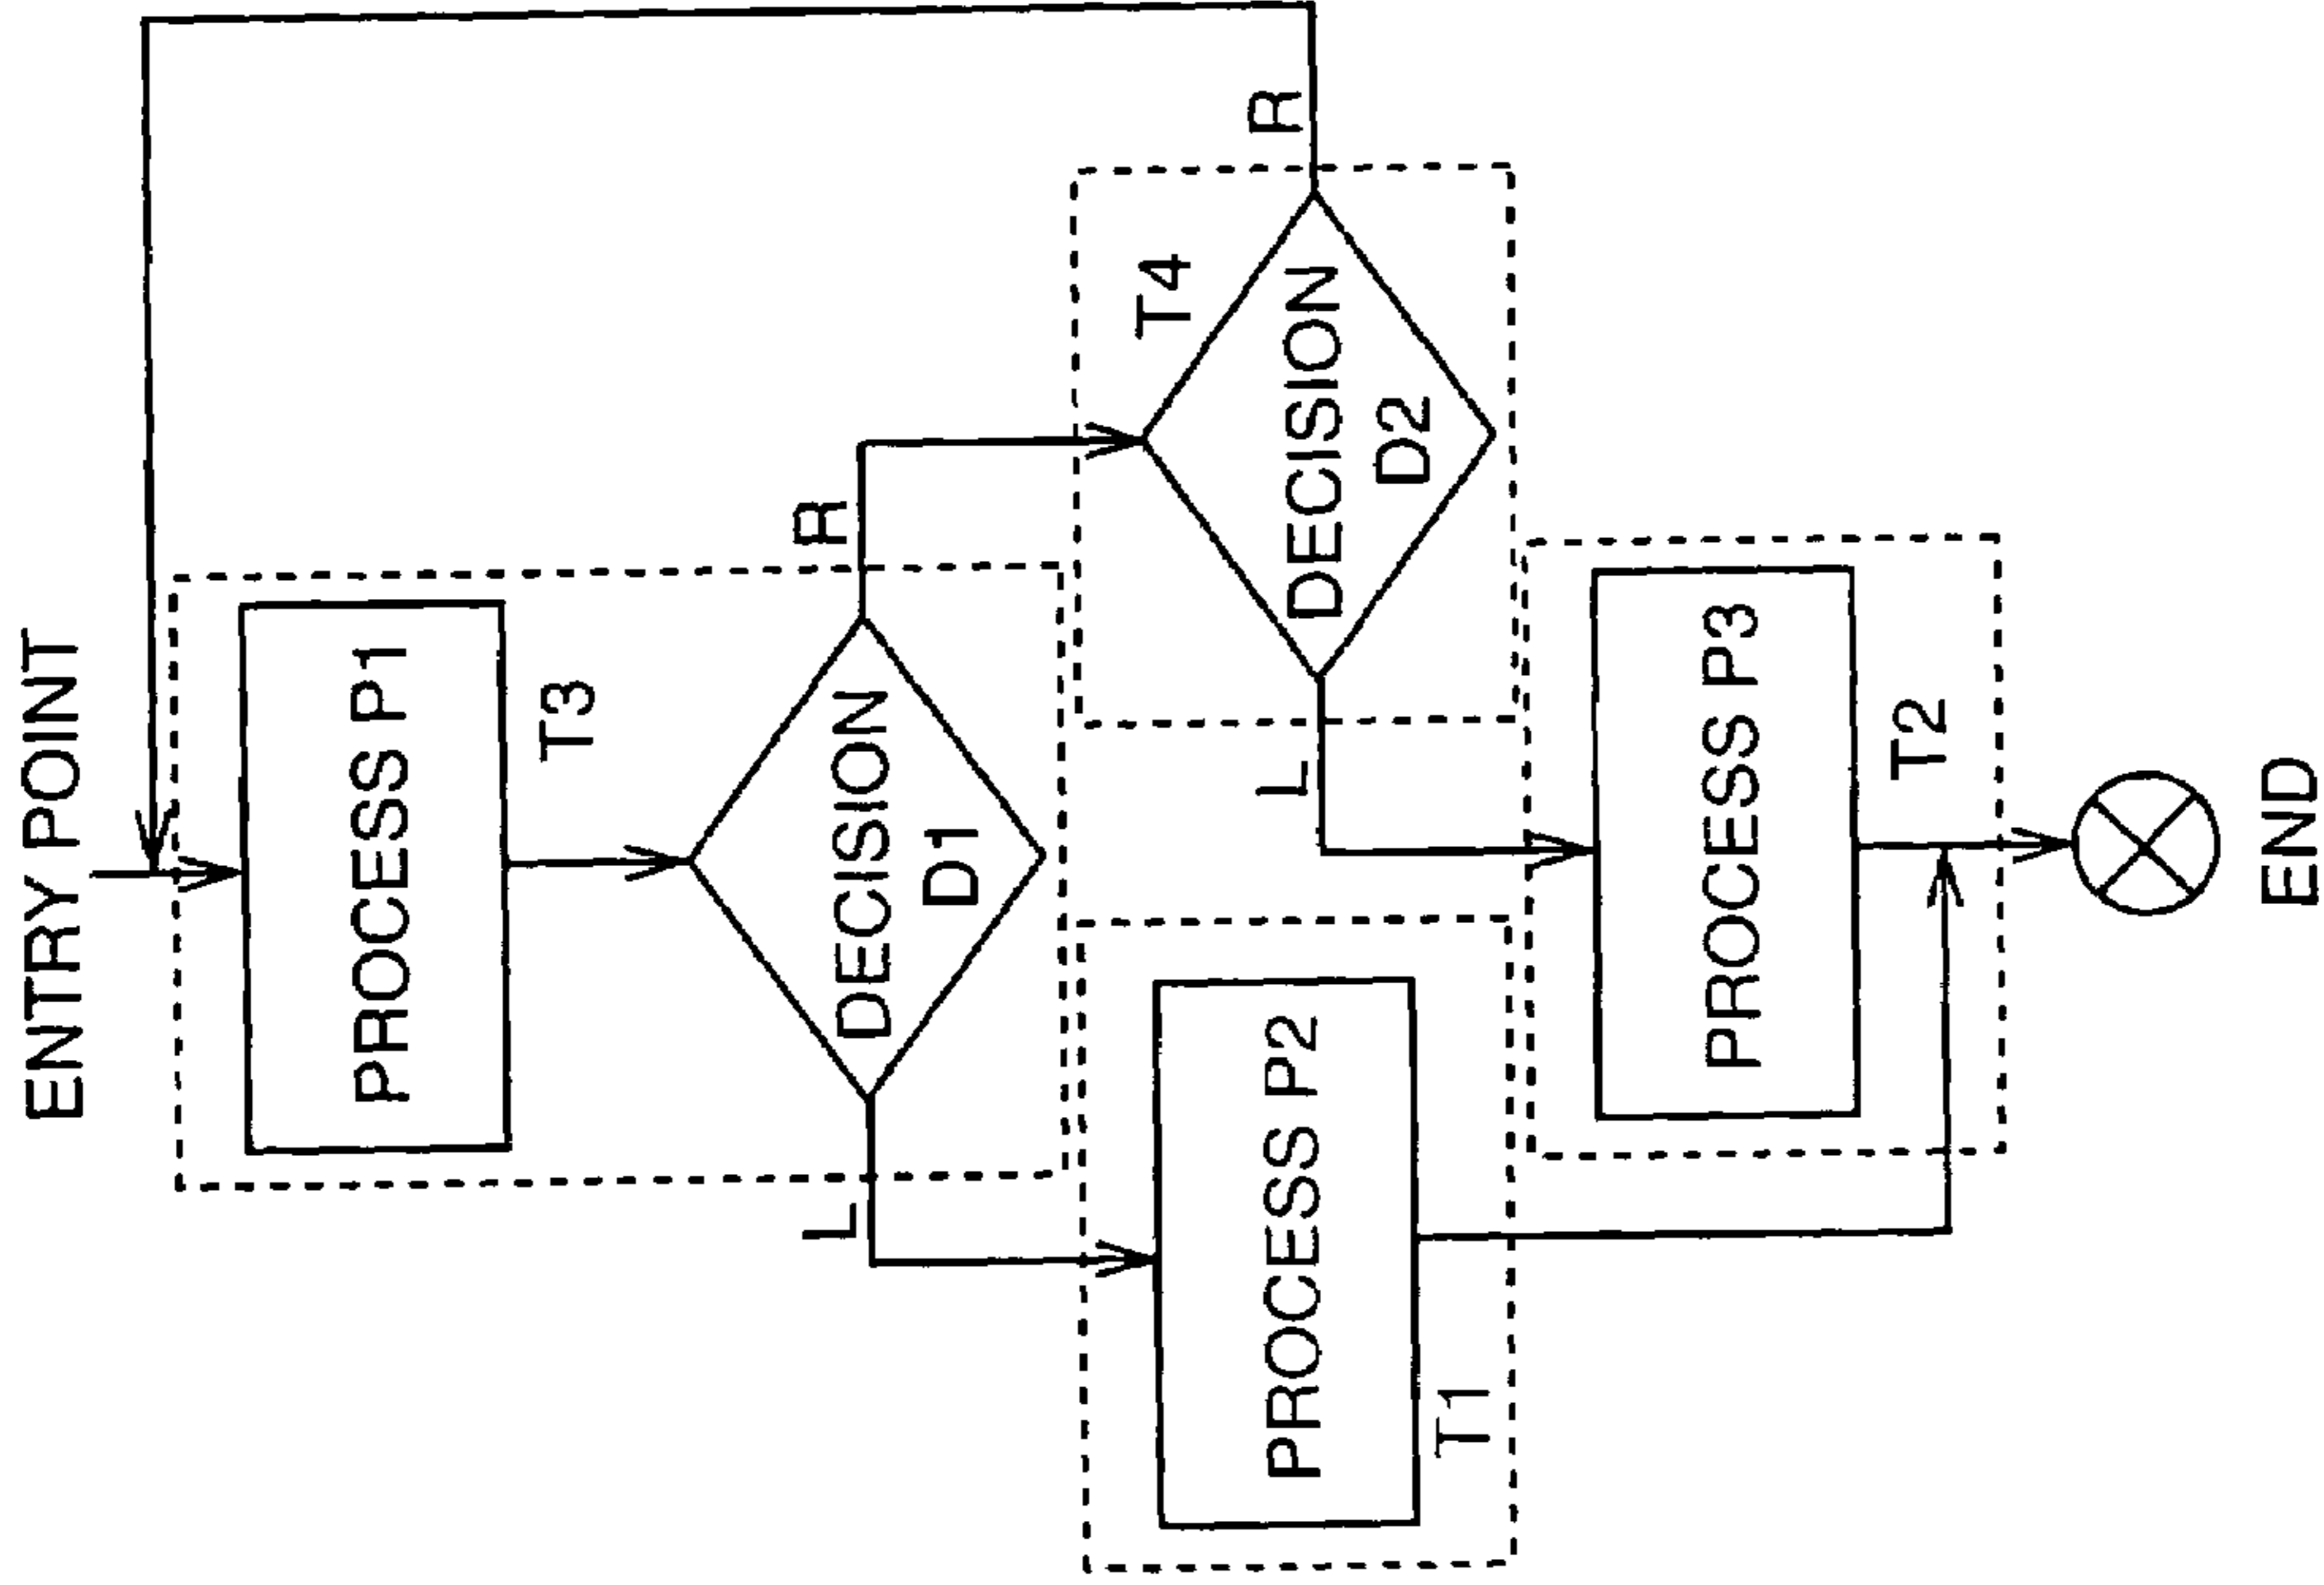 ENTRY POINT
PROCESS P1
T3
DECISION
D1
L
R
PROCESS P2
T1
T4
DECISION
D2
L
R
PROCESS P3
T2
END